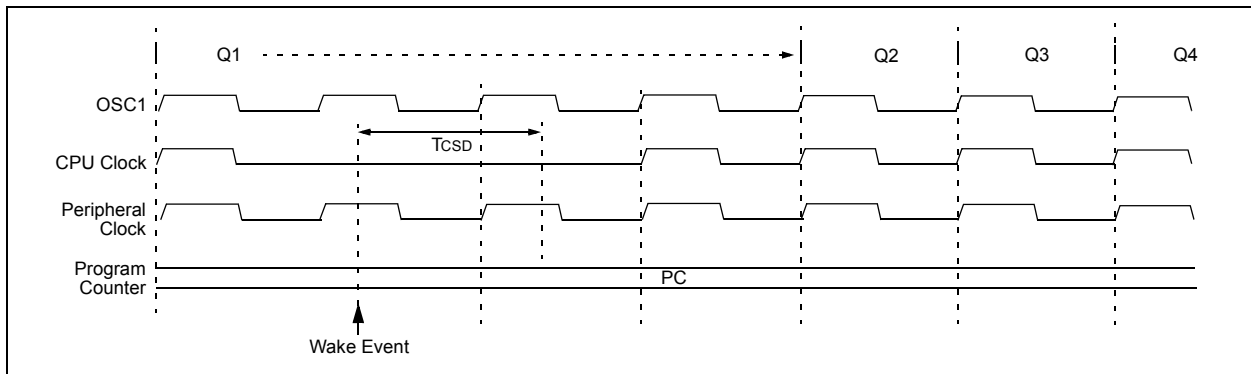 Q1 Q2 Q3 Q4
OSC1
TCSD
CPU Clock
Peripheral
Clock
Program
Counter
PC
Wake Event